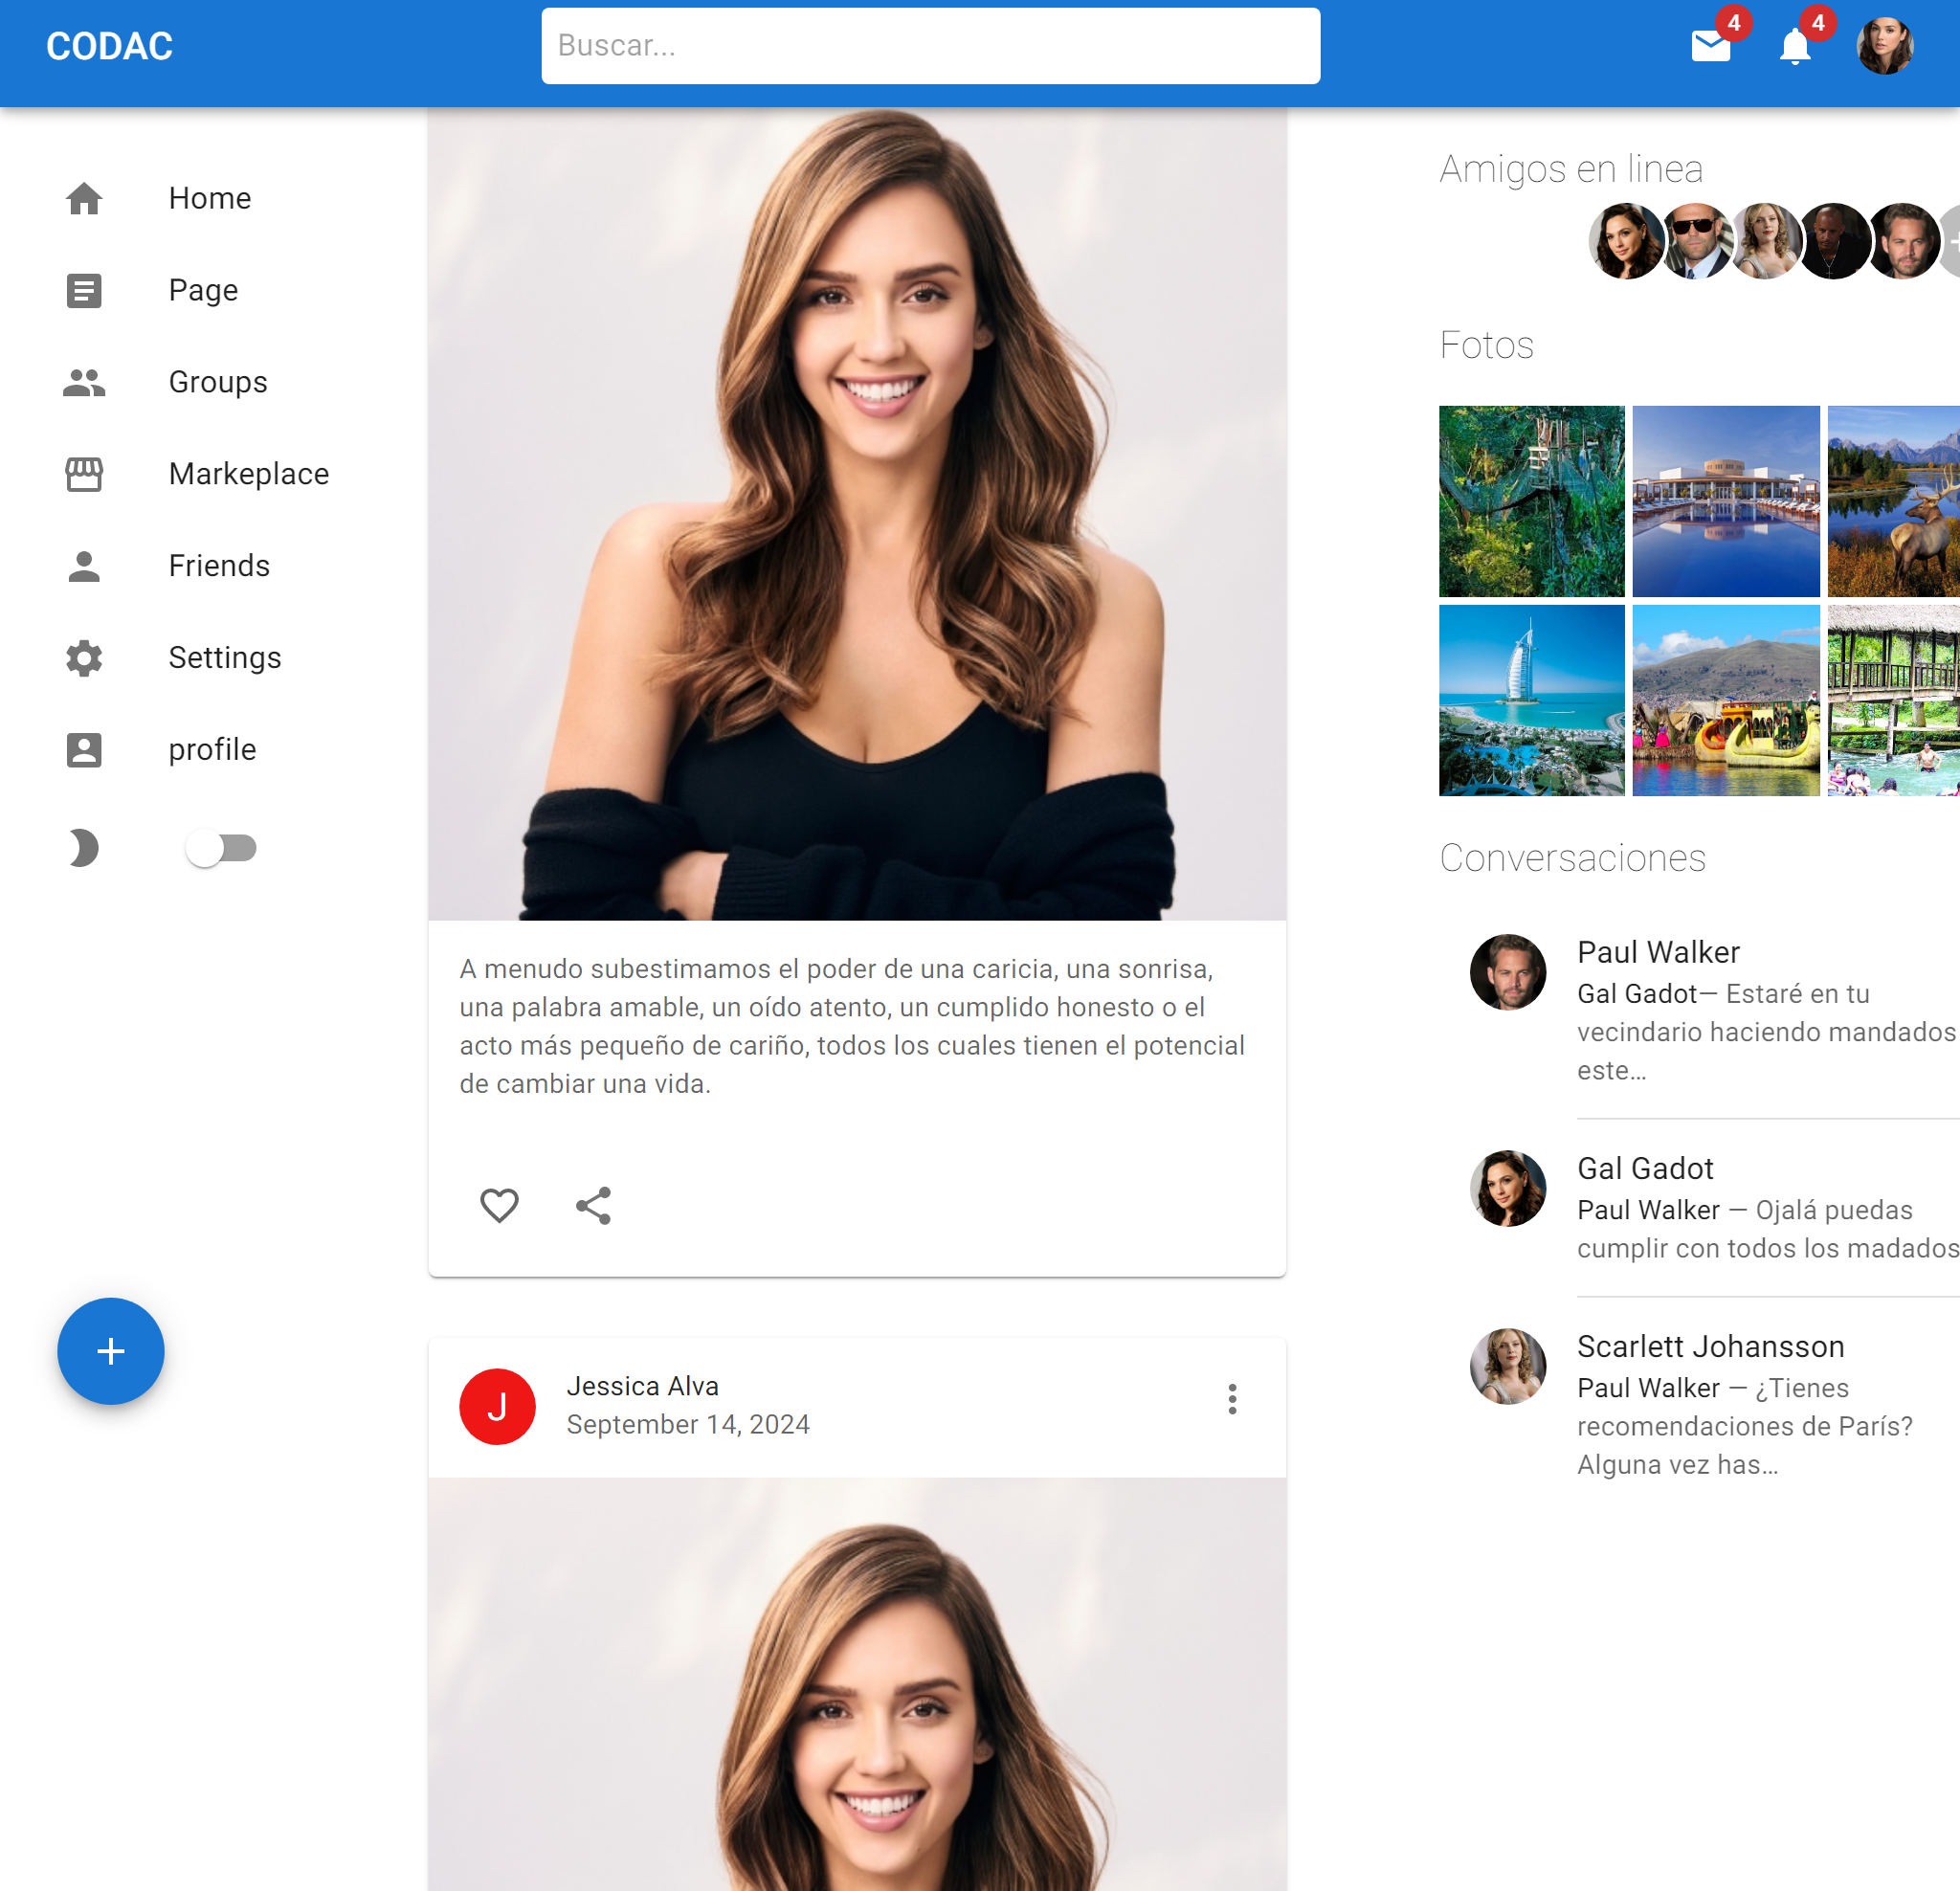 CODAC
Buscar...
4
4
Home
Page
Groups
Markeplace
Friends
Settings
profile
A menudo subestimamos el poder de una caricia, una sonrisa,
una palabra amable, un oído atento, un cumplido honesto o el
acto más pequeño de cariño, todos los cuales tienen el potencial
de cambiar una vida.
J
Jessica Alva
September 14, 2024
Amigos en linea
Fotos
Conversaciones
Paul Walker
Gal Gadot— Estaré en tu
vecindario haciendo mandados
este…
Gal Gadot
Paul Walker — Ojalá puedas
cumplir con todos los madados
Scarlett Johansson
Paul Walker — ¿Tienes
recomendaciones de París?
Alguna vez has…